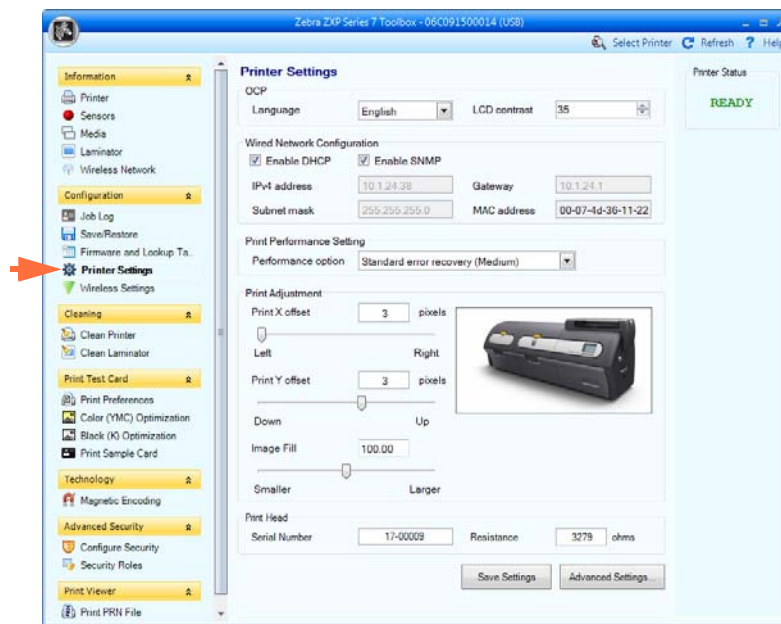 Zebra ZXP Series 7 Toolbox - 06C091500014 (USB)
Select Printer Refresh ? Help
Information
Printer
Sensors
Media
Laminator
Wireless Network
Configuration
Job Log
Save/Restore
Firmware and Lookup Ta..
Printer Settings
Wireless Settings
Cleaning
Clean Printer
Clean Laminator
Print Test Card
Print Preferences
Color (YMC) Optimization
Black (K) Optimization
Print Sample Card
Technology
Magnetic Encoding
Advanced Security
Configure Security
Security Roles
Print Viewer
Print PRN File
Printer Settings
OCP
Language English LCD contrast 35
Wired Network Configuration
Enable DHCP Enable SNMP
IPv4 address 10.1.24.38 Gateway 10.1.24.1
Subnet mask 255.255.255.0 MAC address 00-07-4d-36-11-22
Print Performance Setting
Performance option Standard error recovery (Medium)
Print Adjustment
Print X offset 3 pixels
Left Right
Print Y offset 3 pixels
Down Up
Image Fill 100.00
Smaller Larger
Print Head
Serial Number 17-00009 Resistance 3279 ohms
Save Settings Advanced Settings...
Printer Status
READY